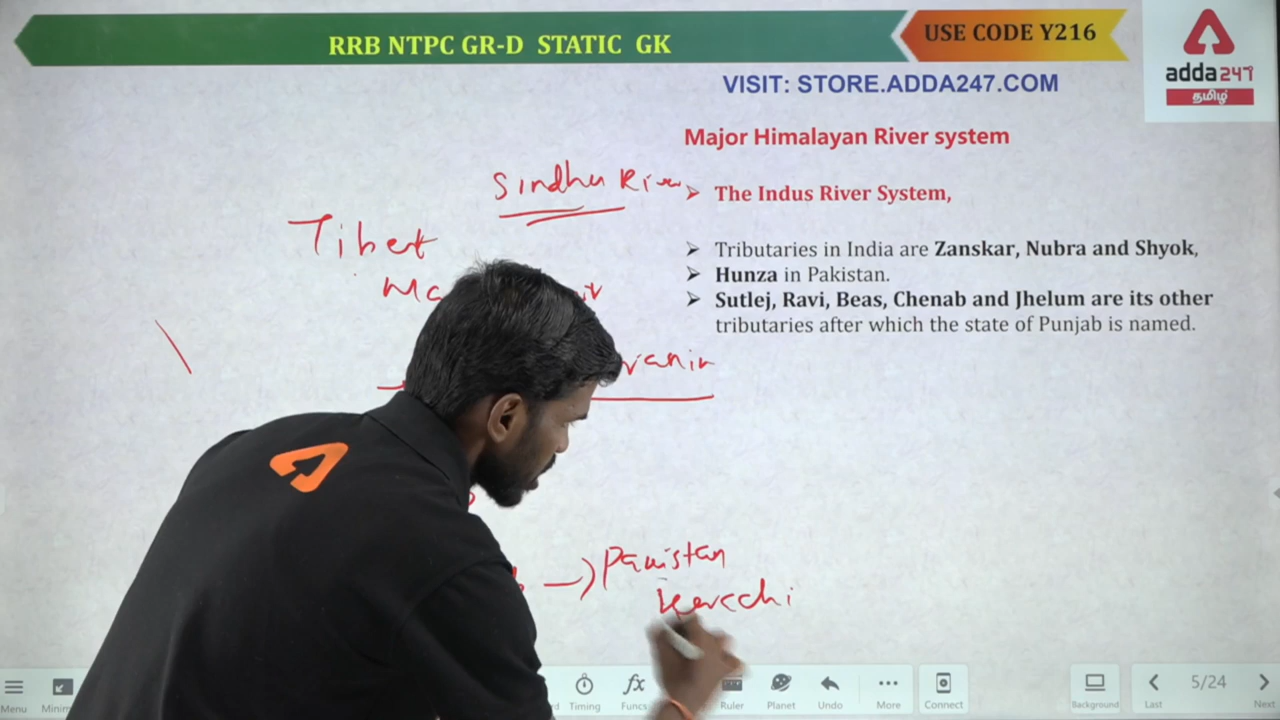 RRB NTPC GR-D STATIC GK
USE CODE Y216
adda247
தமிழ்
VISIT: STORE.ADDA247.COM
Major Himalayan River system
Sindhu River
➢ The Indus River System,
Tibet
➢ Tributaries in India are Zanskar, Nubra and Shyok,
➢ Hunza in Pakistan.
➢ Sutlej, Ravi, Beas, Chenab and Jhelum are its other
tributaries after which the state of Punjab is named.
Menu
Timing
Funcs
Ruler
Planet
Undo
More
Connect
Background
Last
5/24
Next